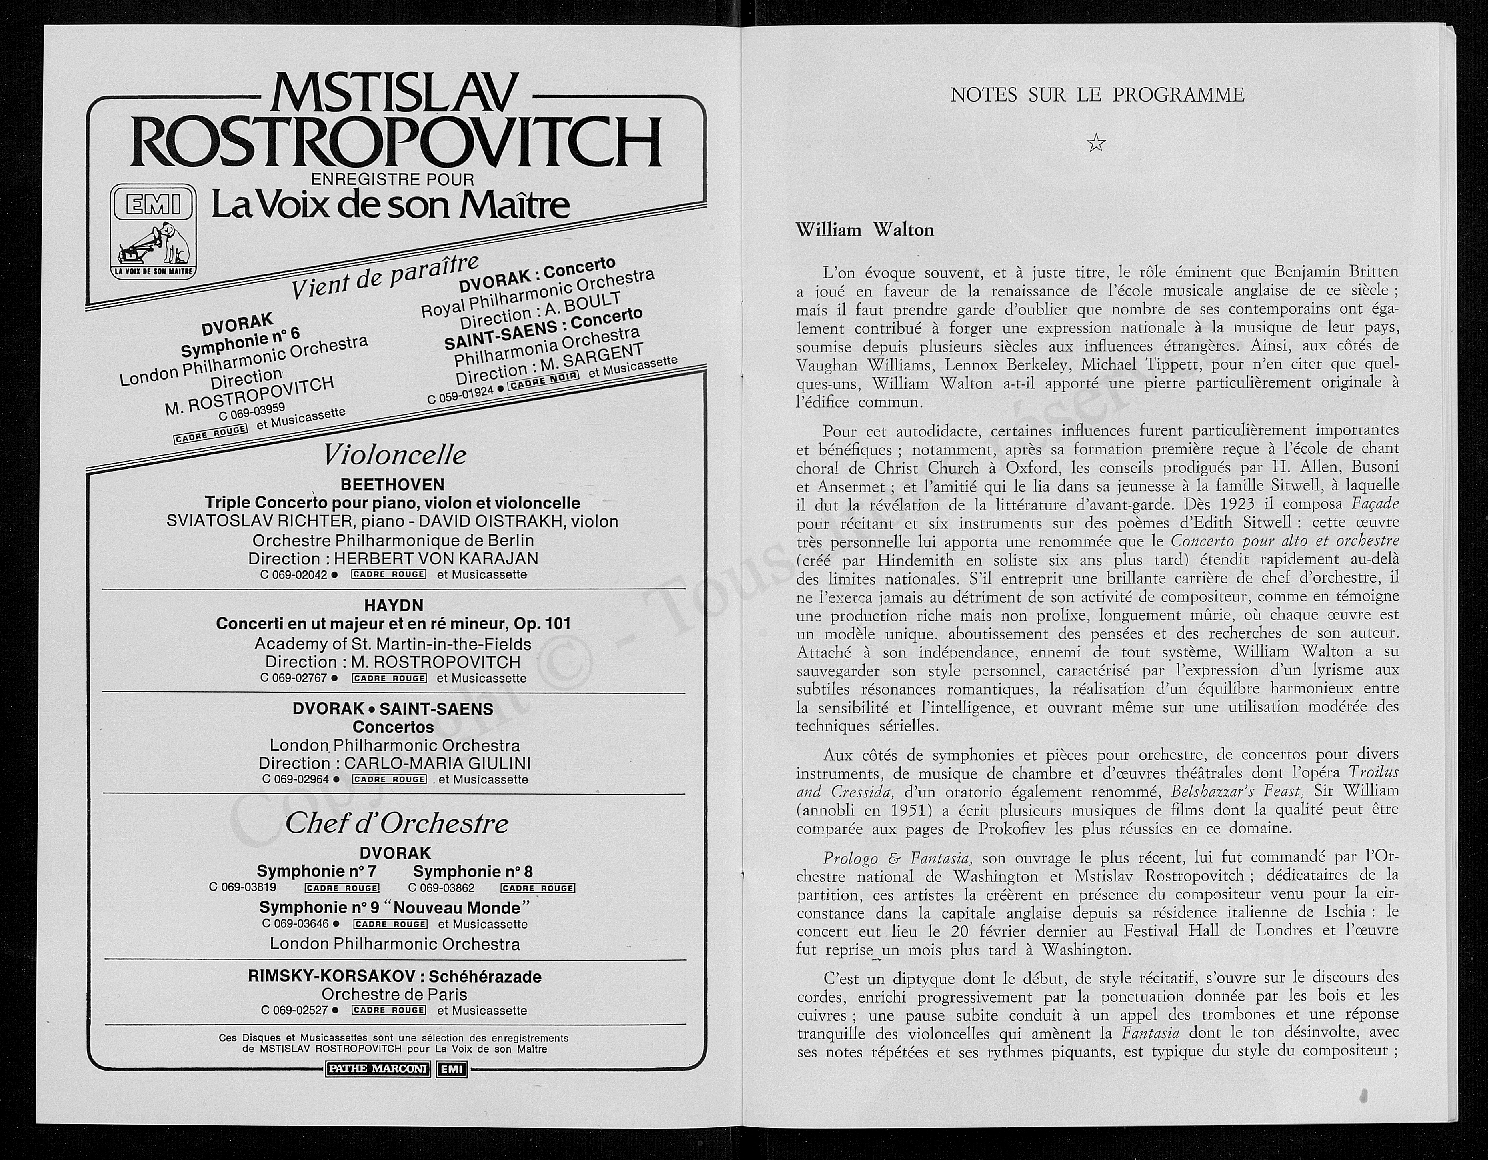 MSTISLAV
ROSTROPOVITCH
ENREGISTRE POUR
La Voix de son Maître
EMI
LA VOIX DE SON MAITRE
Vient de paraître
DVORAK
Symphonie n° 6
London Philharmonic Orchestra
Direction
M. ROSTROPOVITCH
C 069-03959
CADRE ROUGE et Musicassette
DVORAK : Concerto
Royal Philharmonic Orchestra
Direction : A. BOULT
SAINT-SAENS : Concerto
Philharmonia Orchestra
Direction : M. SARGENT
C 059-01924 ● CADRE NOIR et Musicassette
Violoncelle
BEETHOVEN
Triple Concerto pour piano, violon et violoncelle
SVIATOSLAV RICHTER, piano - DAVID OISTRAKH, violon
Orchestre Philharmonique de Berlin
Direction : HERBERT VON KARAJAN
C 069-02042 ● CADRE ROUGE et Musicassette
HAYDN
Concerti en ut majeur et en ré mineur, Op. 101
Academy of St. Martin-in-the-Fields
Direction : M. ROSTROPOVITCH
C 069-02767 ● CADRE ROUGE et Musicassette
DVORAK ● SAINT-SAENS
Concertos
London Philharmonic Orchestra
Direction : CARLO-MARIA GIULINI
C 069-02964 ● CADRE ROUGE et Musicassette
Chef d'Orchestre
DVORAK
Symphonie n° 7 Symphonie n° 8
C 069-03819 CADRE ROUGE C 069-03862 CADRE ROUGE
Symphonie n° 9 "Nouveau Monde"
C 069-03646 ● CADRE ROUGE et Musicassette
London Philharmonic Orchestra
RIMSKY-KORSAKOV : Schéhérazade
Orchestre de Paris
C 069-02527 ● CADRE ROUGE et Musicassette
Ces Disques et Musicassettes sont une sélection des enregistrements
de MSTISLAV ROSTROPOVITCH pour La Voix de son Maître
PATHE MARCONI EMI
NOTES SUR LE PROGRAMME
William Walton
L'on évoque souvent, et à juste titre, le rôle éminent que Benjamin Britten
a joué en faveur de la renaissance de l'école musicale anglaise de ce siècle ;
mais il faut prendre garde d'oublier que nombre de ses contemporains ont éga-
lement contribué à forger une expression nationale à la musique de leur pays,
soumise depuis plusieurs siècles aux influences étrangères. Ainsi, aux côtés de
Vaughan Williams, Lennox Berkeley, Michael Tippett, pour n'en citer que quel-
ques-uns, William Walton a-t-il apporté une pierre particulièrement originale à
l'édifice commun.
Pour cet autodidacte, certaines influences furent particulièrement importantes
et bénéfiques ; notamment, après sa formation première reçue à l'école de chant
choral de Christ Church à Oxford, les conseils prodigués par H. Allen, Busoni
et Ansermet ; et l'amitié qui le lia dans sa jeunesse à la famille Sitwell, à laquelle
il dut la révélation de la littérature d'avant-garde. Dès 1923 il composa Façade
pour récitant et six instruments sur des poèmes d'Edith Sitwell : cette œuvre
très personnelle lui apporta une renommée que le Concerto pour alto et orchestre
(créé par Hindemith en soliste six ans plus tard) étendit rapidement au-delà
des limites nationales. S'il entreprit une brillante carrière de chef d'orchestre, il
ne l'exerça jamais au détriment de son activité de compositeur, comme en témoigne
une production riche mais non prolixe, longuement mûrie, où chaque œuvre est
un modèle unique, aboutissement des pensées et des recherches de son auteur.
Attaché à son indépendance, ennemi de tout système, William Walton a su
sauvegarder son style personnel, caractérisé par l'expression d'un lyrisme aux
subtiles résonances romantiques, la réalisation d'un équilibre harmonieux entre
la sensibilité et l'intelligence, et ouvrant même sur une utilisation modérée des
techniques sérielles.
Aux côtés de symphonies et pièces pour orchestre, de concertos pour divers
instruments, de musique de chambre et d'œuvres théâtrales dont l'opéra Troilus
and Cressida, d'un oratorio également renommé, Belshazzar's Feast, Sir William
(annobli en 1951) a écrit plusieurs musiques de films dont la qualité peut être
comparée aux pages de Prokofiev les plus réussies en ce domaine.
Prologo & Fantasia, son ouvrage le plus récent, lui fut commandé par l'Or-
chestre national de Washington et Mstislav Rostropovitch ; dédicataires de la
partition, ces artistes la créèrent en présence du compositeur venu pour la cir-
constance dans la capitale anglaise depuis sa résidence italienne de Ischia : le
concert eut lieu le 20 février dernier au Festival Hall de Londres et l'œuvre
fut reprise un mois plus tard à Washington.
C'est un diptyque dont le début, de style récitatif, s'ouvre sur le discours des
cordes, enrichi progressivement par la ponctuation donnée par les bois et les
cuivres ; une pause subite conduit à un appel des trombones et une réponse
tranquille des violoncelles qui amènent la Fantasia dont le ton désinvolte, avec
ses notes répétées et ses rythmes piquants, est typique du style du compositeur ;